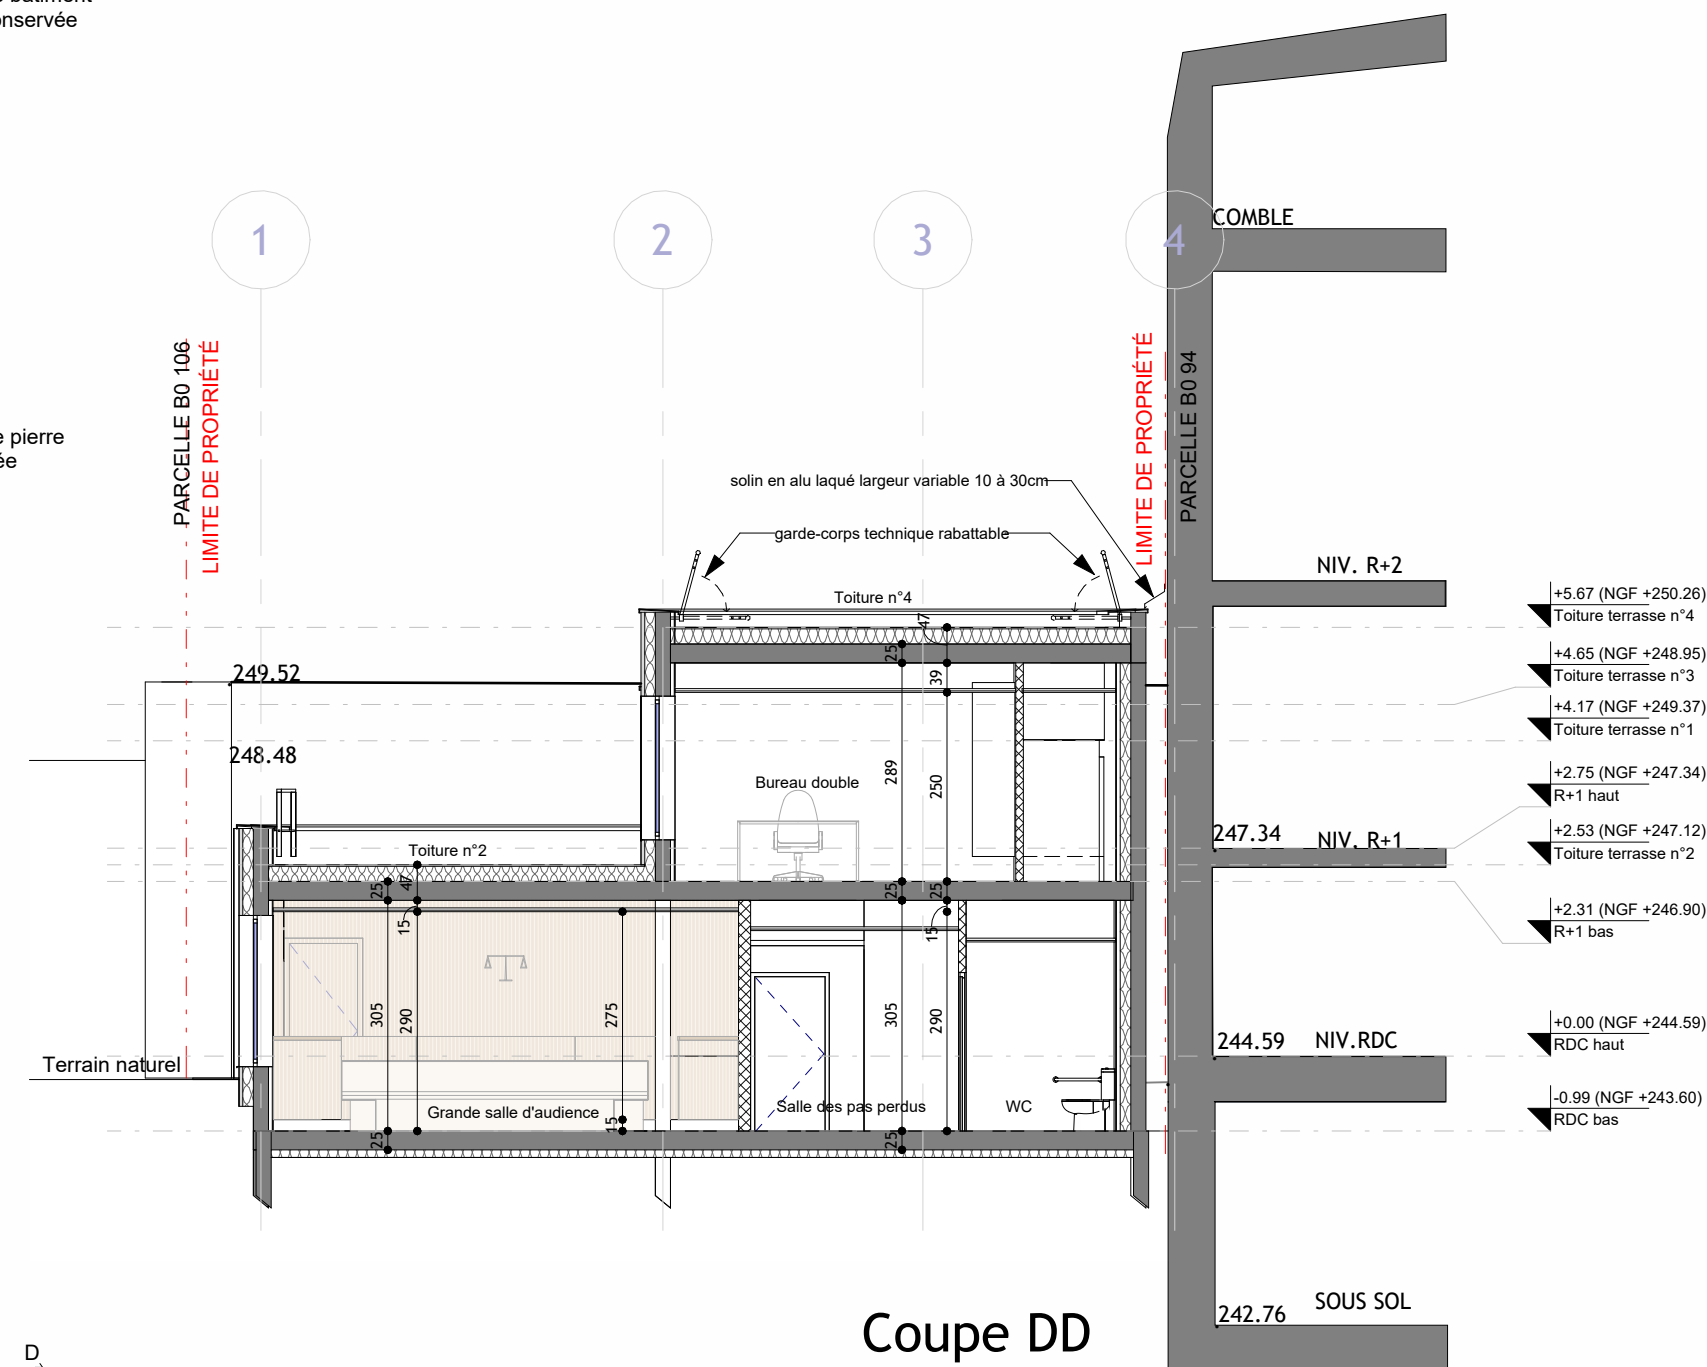 bâtiment
onservée
1
2
3
4
COMBLE
PARCELLE B0 106
LIMITE DE PROPRIÉTÉ
LIMITE DE PROPRIÉTÉ
PARCELLE B0 94
e pierre
ée
solin en alu laqué largeur variable 10 à 30cm
garde-corps technique rabattable
NIV. R+2
Toiture n°4
+5.67 (NGF +250.26)
Toiture terrasse n°4
47
25
39
249.52
+4.65 (NGF +248.95)
Toiture terrasse n°3
+4.17 (NGF +249.37)
Toiture terrasse n°1
248.48
289
250
Bureau double
+2.75 (NGF +247.34)
R+1 haut
247.34
NIV. R+1
+2.53 (NGF +247.12)
Toiture terrasse n°2
Toiture n°2
25
47
25
25
15
15
+2.31 (NGF +246.90)
R+1 bas
305
290
275
305
290
244.59
NIV.RDC
+0.00 (NGF +244.59)
RDC haut
Terrain naturel
Grande salle d'audience
Salle des pas perdus
WC
-0.99 (NGF +243.60)
RDC bas
15
25
25
SOUS SOL
242.76
Coupe DD
D